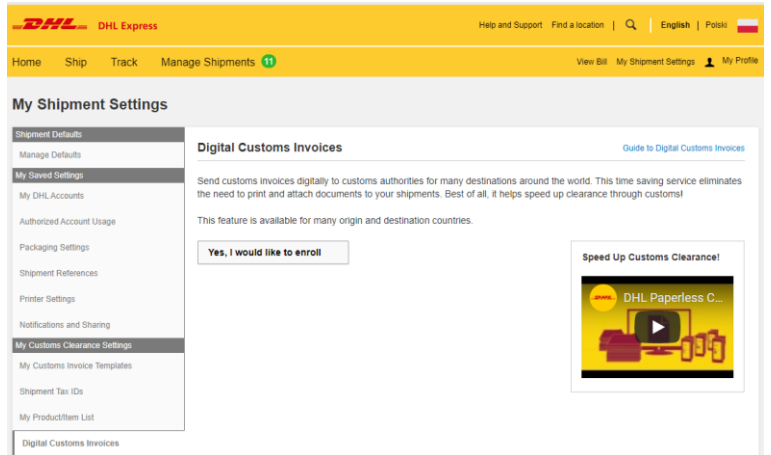 DHL DHL Express
Help and Support Find a location | English | Polski
Home Ship Track Manage Shipments 11
View Bill My Shipment Settings My Profile
My Shipment Settings
Shipment Defaults
Manage Defaults
My Saved Settings
My DHL Accounts
Authorized Account Usage
Packaging Settings
Shipment References
Printer Settings
Notifications and Sharing
My Customs Clearance Settings
My Customs Invoice Templates
Shipment Tax IDs
My Product/Item List
Digital Customs Invoices
Digital Customs Invoices
Guide to Digital Customs Invoices
Send customs invoices digitally to customs authorities for many destinations around the world. This time saving service eliminates
the need to print and attach documents to your shipments. Best of all, it helps speed up clearance through customs!
This feature is available for many origin and destination countries.
Yes, I would like to enroll
Speed Up Customs Clearance!
DHL DHL Paperless C...